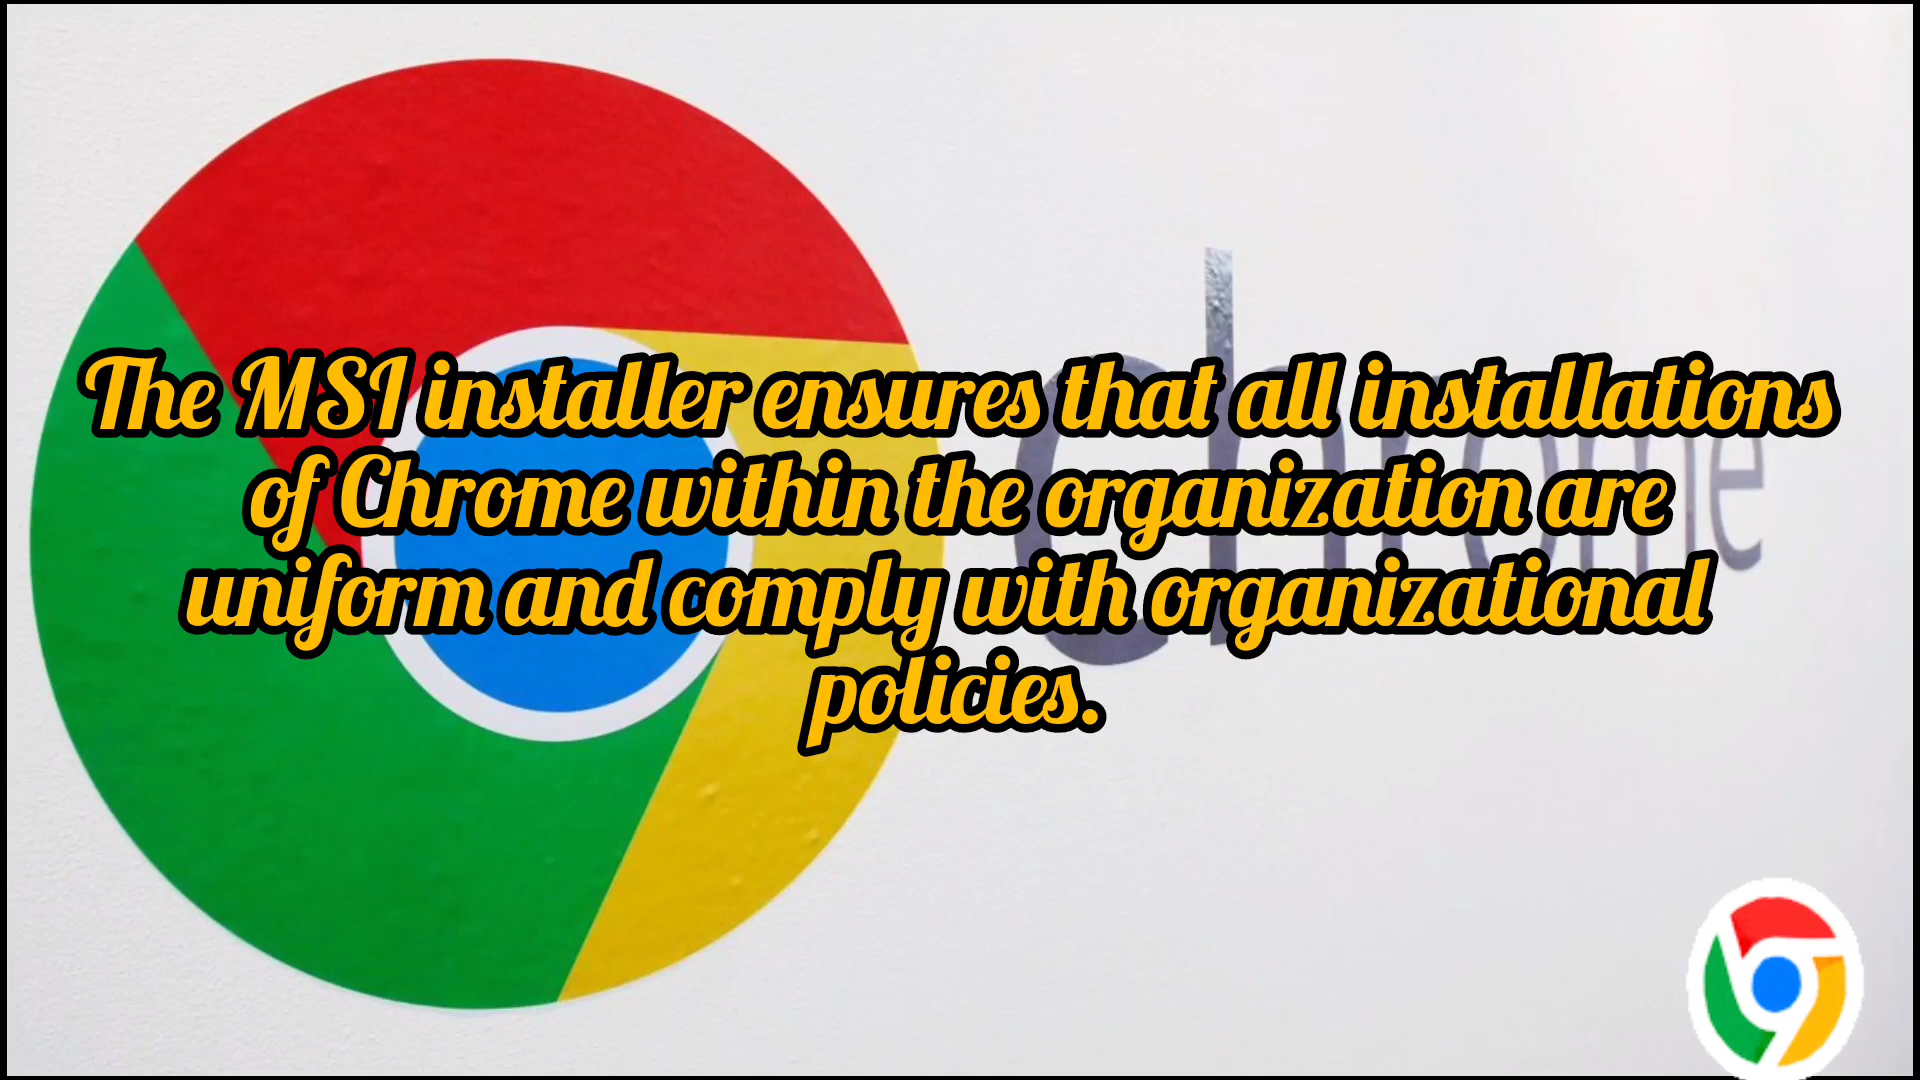 The MSI installer ensures that all installations
of Chrome within the organization are
uniform and comply with organizational
policies.
chrome